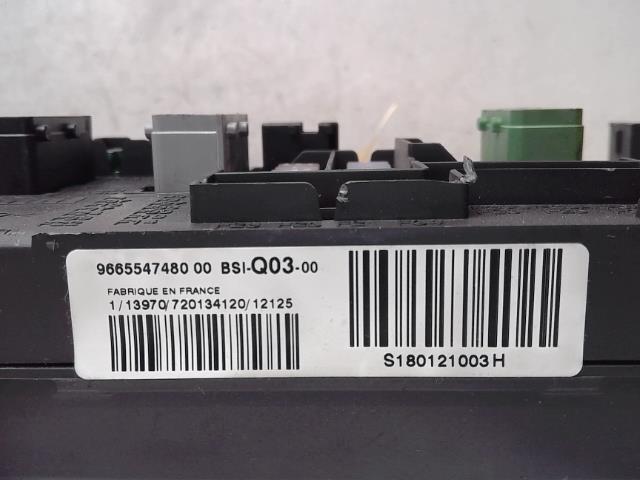 9665547480 00 BSI-Q03-00
FABRIQUE EN FRANCE
1/13970/720134120/12125
S180121003H